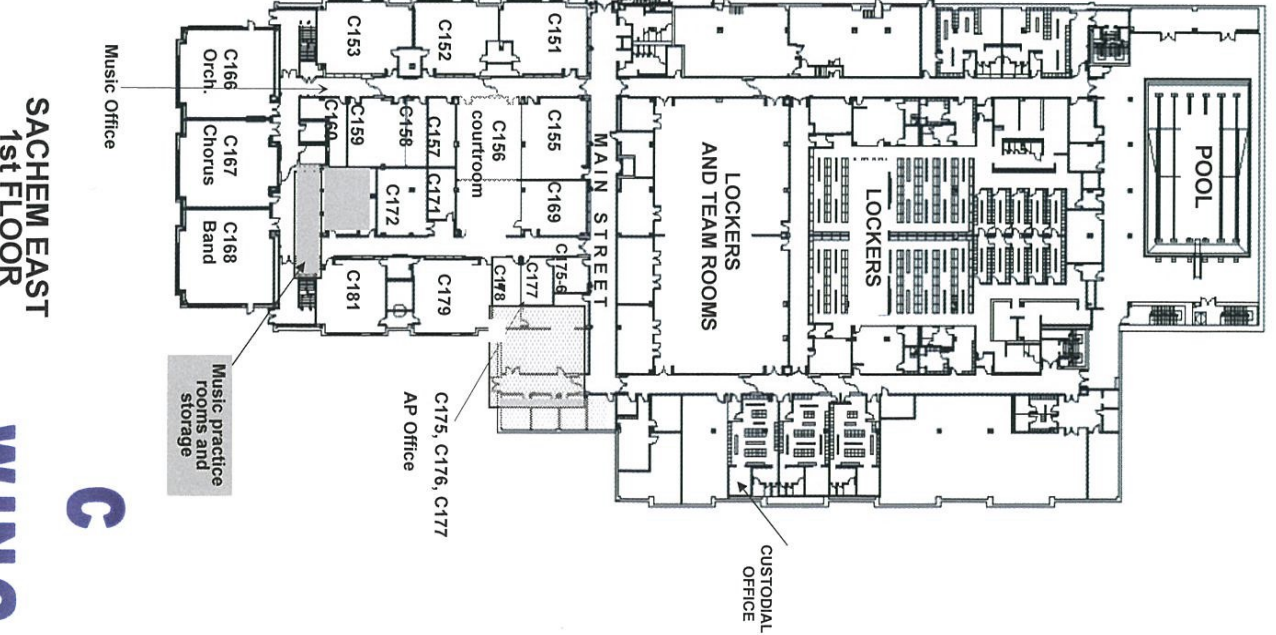 POOL
LOCKERS
LOCKERS
AND TEAM ROOMS
MAIN STREET
C151
C152
C153
C155
C156
courtroom
C157
C158
C159
C160
C169
C171
C172
C175-6
C177
C178
C179
C181
C166
Orch.
C167
Chorus
C168
Band
Music Office
Music practice
rooms and
storage
C175, C176, C177
AP Office
CUSTODIAL
OFFICE
SACHEM EAST
1st FLOOR
C
WING